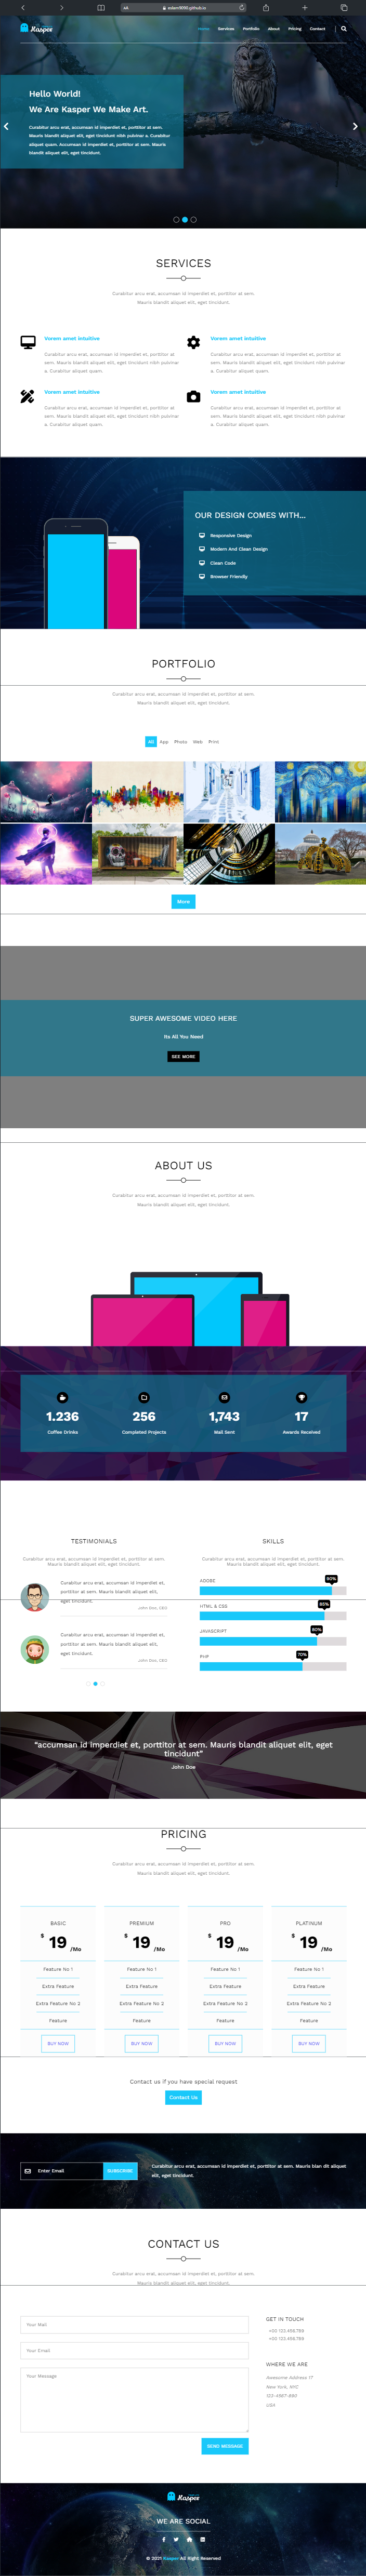 AA eslam19110.github.io
Kasper
Home Services Portfolio About Pricing Contact
Hello World!
We Are Kasper We Make Art.
Curabitur arcu erat, accumsan id imperdiet et, porttitor at sem.
Mauris blandit aliquet elit, eget tincidunt nibh pulvinar a. Curabitur
aliquet quam. Accumsan id imperdiet et, porttitor at sem. Mauris
blandit aliquet elit, eget tincidunt.
SERVICES
Curabitur arcu erat, accumsan id imperdiet et, porttitor at sem.
Mauris blandit aliquet elit, eget tincidunt.
Vorem amet intuitive
Curabitur arcu erat, accumsan id imperdiet et, porttitor at
sem. Mauris blandit aliquet elit, eget tincidunt nibh pulvinar
a. Curabitur aliquet quam.
Vorem amet intuitive
Curabitur arcu erat, accumsan id imperdiet et, porttitor at
sem. Mauris blandit aliquet elit, eget tincidunt nibh pulvinar
a. Curabitur aliquet quam.
Vorem amet intuitive
Curabitur arcu erat, accumsan id imperdiet et, porttitor at
sem. Mauris blandit aliquet elit, eget tincidunt nibh pulvinar
a. Curabitur aliquet quam.
Vorem amet intuitive
Curabitur arcu erat, accumsan id imperdiet et, porttitor at
sem. Mauris blandit aliquet elit, eget tincidunt nibh pulvinar
a. Curabitur aliquet quam.
OUR DESIGN COMES WITH...
Responsive Design
Modern And Clean Design
Clean Code
Browser Friendly
PORTFOLIO
Curabitur arcu erat, accumsan id imperdiet et, porttitor at sem.
Mauris blandit aliquet elit, eget tincidunt.
All App Photo Web Print
More
SUPER AWESOME VIDEO HERE
Its All You Need
SEE MORE
ABOUT US
Curabitur arcu erat, accumsan id imperdiet et, porttitor at sem.
Mauris blandit aliquet elit, eget tincidunt.
1.236 256 1,743 17
Coffee Drinks Completed Projects Mail Sent Awards Received
TESTIMONIALS
Curabitur arcu erat, accumsan id imperdiet et, porttitor at sem.
Mauris blandit aliquet elit, eget tincidunt.
Curabitur arcu erat, accumsan id imperdiet et,
porttitor at sem. Mauris blandit aliquet elit,
eget tincidunt.
John Doe, CEO
Curabitur arcu erat, accumsan id imperdiet et,
porttitor at sem. Mauris blandit aliquet elit,
eget tincidunt.
John Doe, CEO
SKILLS
Curabitur arcu erat, accumsan id imperdiet et, porttitor at sem.
Mauris blandit aliquet elit, eget tincidunt.
ADOBE 90%
HTML & CSS 85%
JAVASCRIPT 80%
PHP 70%
“accumsan id imperdiet et, porttitor at sem. Mauris blandit aliquet elit, eget
tincidunt”
John Doe
PRICING
Curabitur arcu erat, accumsan id imperdiet et, porttitor at sem.
Mauris blandit aliquet elit, eget tincidunt.
BASIC PREMIUM PRO PLATINUM
$ 19 /Mo $ 19 /Mo $ 19 /Mo $ 19 /Mo
Feature No 1 Feature No 1 Feature No 1 Feature No 1
Extra Feature Extra Feature Extra Feature Extra Feature
Extra Feature No 2 Extra Feature No 2 Extra Feature No 2 Extra Feature No 2
Feature Feature Feature Feature
BUY NOW BUY NOW BUY NOW BUY NOW
Contact us if you have special request
Contact Us
Enter Email SUBSCRIBE
Curabitur arcu erat, accumsan id imperdiet et, porttitor at sem. Mauris blan dit aliquet
elit, eget tincidunt.
CONTACT US
Curabitur arcu erat, accumsan id imperdiet et, porttitor at sem.
Mauris blandit aliquet elit, eget tincidunt.
Your Mail
Your Email
Your Message
SEND MESSAGE
GET IN TOUCH
+00 123.456.789
+00 123.456.789
WHERE WE ARE
Awesome Address 17
New York, NYC
123-4567-890
USA
Kasper
WE ARE SOCIAL
© 2021 Kasper All Right Reserved